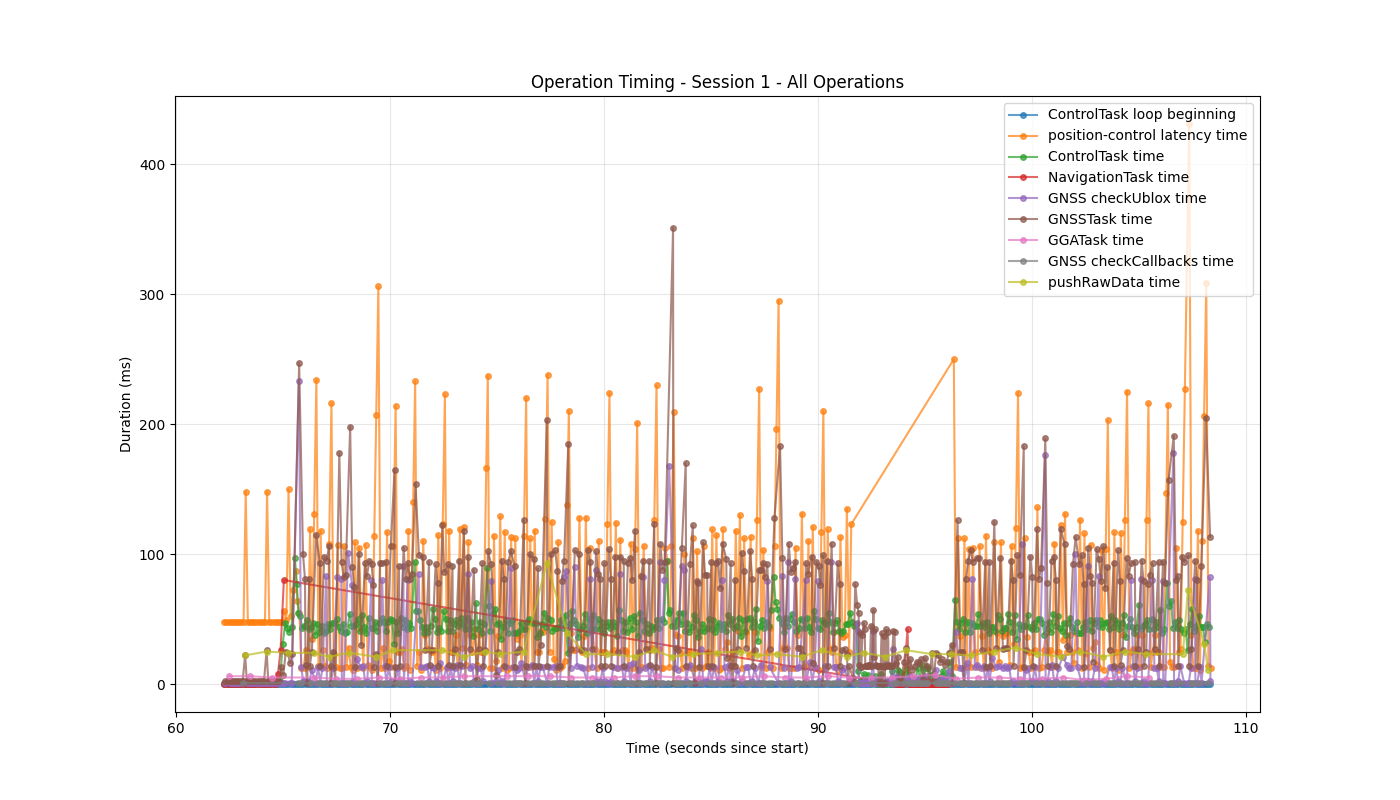 Operation Timing - Session 1 - All Operations
ControlTask loop beginning
position-control latency time
ControlTask time
NavigationTask time
GNSS checkUblox time
GNSSTask time
GGATask time
GNSS checkCallbacks time
pushRawData time
Duration (ms)
400
300
200
100
0
60 70 80 90 100 110
Time (seconds since start)